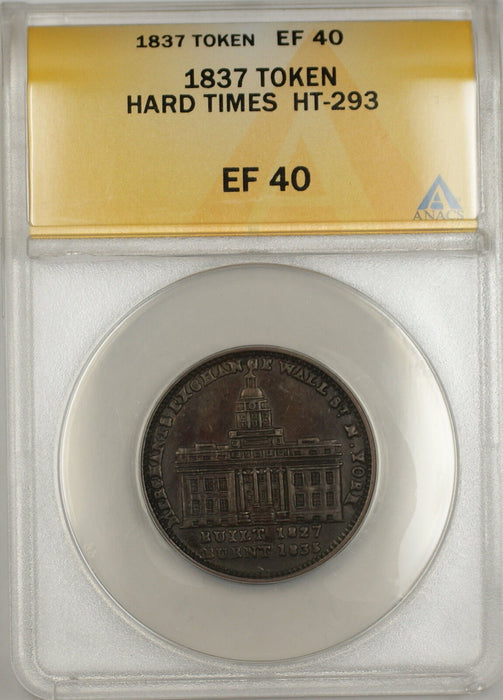 1837 TOKEN EF 40
1837 TOKEN
HARD TIMES HT-293
EF 40
ANACS
MERCHANTS EXCHANGE WALL ST. N. YORK
BUILT 1827
BURNT 1835